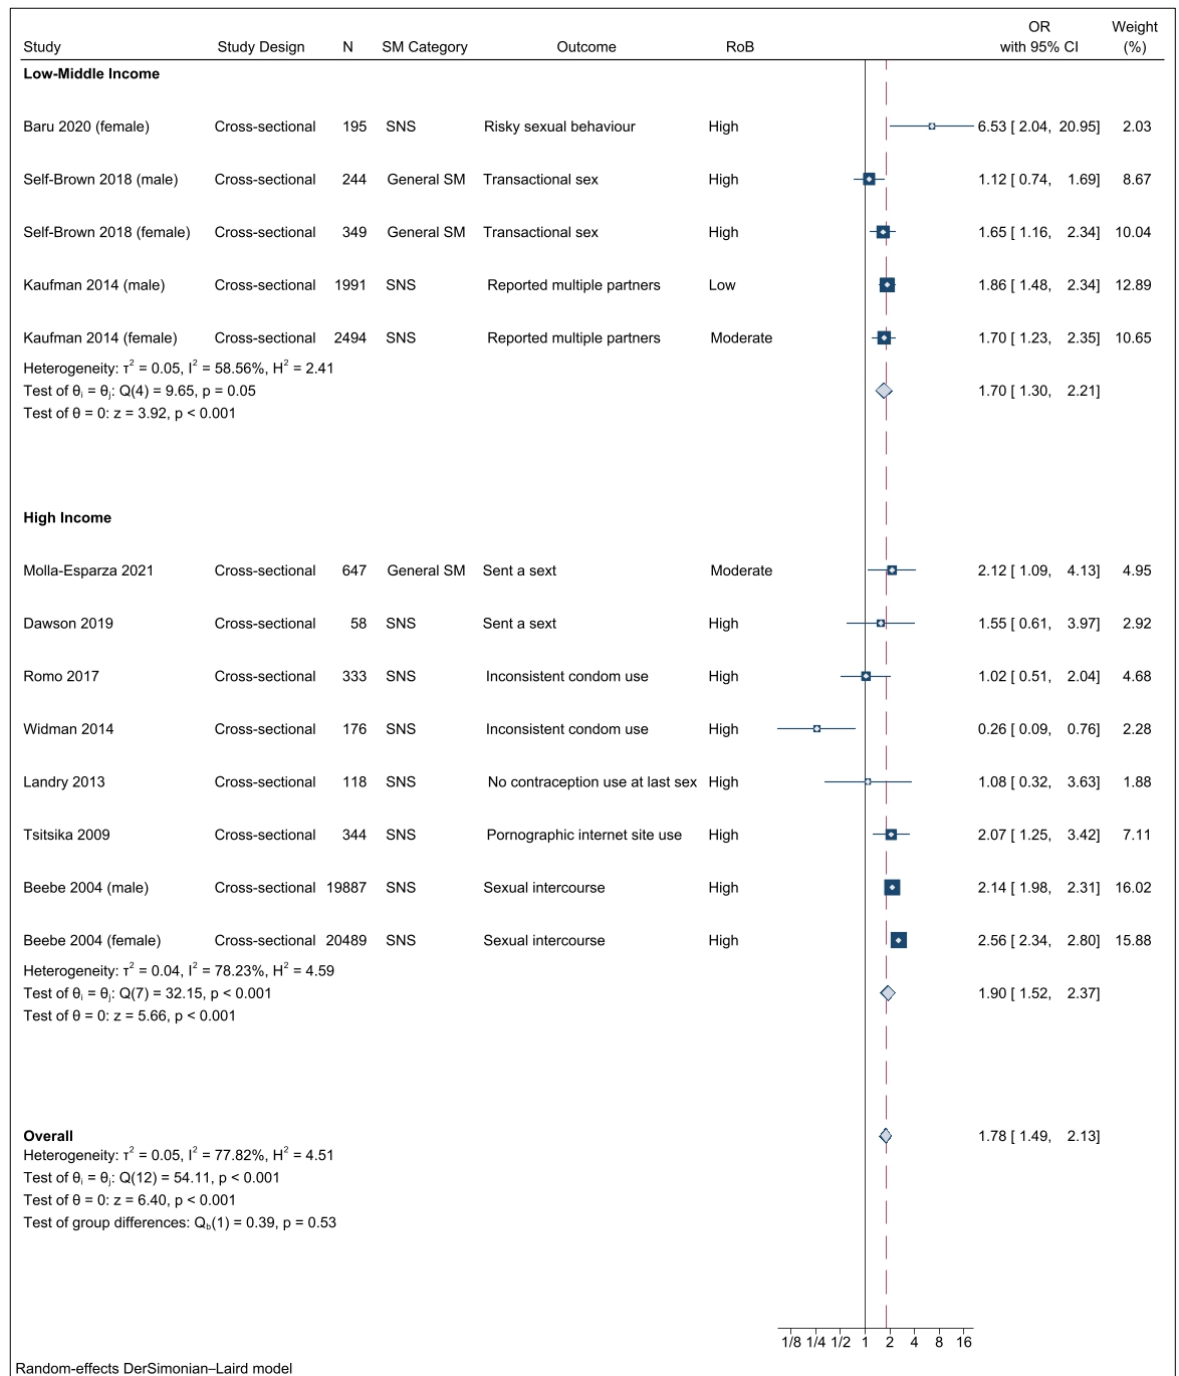 OR Weight
Study Study Design N SM Category Outcome RoB with 95% CI (%)
Low-Middle Income
Baru 2020 (female) Cross-sectional 195 SNS Risky sexual behaviour High 6.53 [ 2.04, 20.95] 2.03
Self-Brown 2018 (male) Cross-sectional 244 General SM Transactional sex High 1.12 [ 0.74, 1.69] 8.67
Self-Brown 2018 (female) Cross-sectional 349 General SM Transactional sex High 1.65 [ 1.16, 2.34] 10.04
Kaufman 2014 (male) Cross-sectional 1991 SNS Reported multiple partners Low 1.86 [ 1.48, 2.34] 12.89
Kaufman 2014 (female) Cross-sectional 2494 SNS Reported multiple partners Moderate 1.70 [ 1.23, 2.35] 10.65
Heterogeneity: τ² = 0.05, I² = 58.56%, H² = 2.41
Test of θᵢ = θⱼ: Q(4) = 9.65, p = 0.05 1.70 [ 1.30, 2.21]
Test of θ = 0: z = 3.92, p < 0.001
High Income
Molla-Esparza 2021 Cross-sectional 647 General SM Sent a sext Moderate 2.12 [ 1.09, 4.13] 4.95
Dawson 2019 Cross-sectional 58 SNS Sent a sext High 1.55 [ 0.61, 3.97] 2.92
Romo 2017 Cross-sectional 333 SNS Inconsistent condom use High 1.02 [ 0.51, 2.04] 4.68
Widman 2014 Cross-sectional 176 SNS Inconsistent condom use High 0.26 [ 0.09, 0.76] 2.28
Landry 2013 Cross-sectional 118 SNS No contraception use at last sex High 1.08 [ 0.32, 3.63] 1.88
Tsitsika 2009 Cross-sectional 344 SNS Pornographic internet site use High 2.07 [ 1.25, 3.42] 7.11
Beebe 2004 (male) Cross-sectional 19887 SNS Sexual intercourse High 2.14 [ 1.98, 2.31] 16.02
Beebe 2004 (female) Cross-sectional 20489 SNS Sexual intercourse High 2.56 [ 2.34, 2.80] 15.88
Heterogeneity: τ² = 0.04, I² = 78.23%, H² = 4.59
Test of θᵢ = θⱼ: Q(7) = 32.15, p < 0.001 1.90 [ 1.52, 2.37]
Test of θ = 0: z = 5.66, p < 0.001
Overall 1.78 [ 1.49, 2.13]
Heterogeneity: τ² = 0.05, I² = 77.82%, H² = 4.51
Test of θᵢ = θⱼ: Q(12) = 54.11, p < 0.001
Test of θ = 0: z = 6.40, p < 0.001
Test of group differences: Q_b(1) = 0.39, p = 0.53
1/8 1/4 1/2 1 2 4 8 16
Random-effects DerSimonian–Laird model